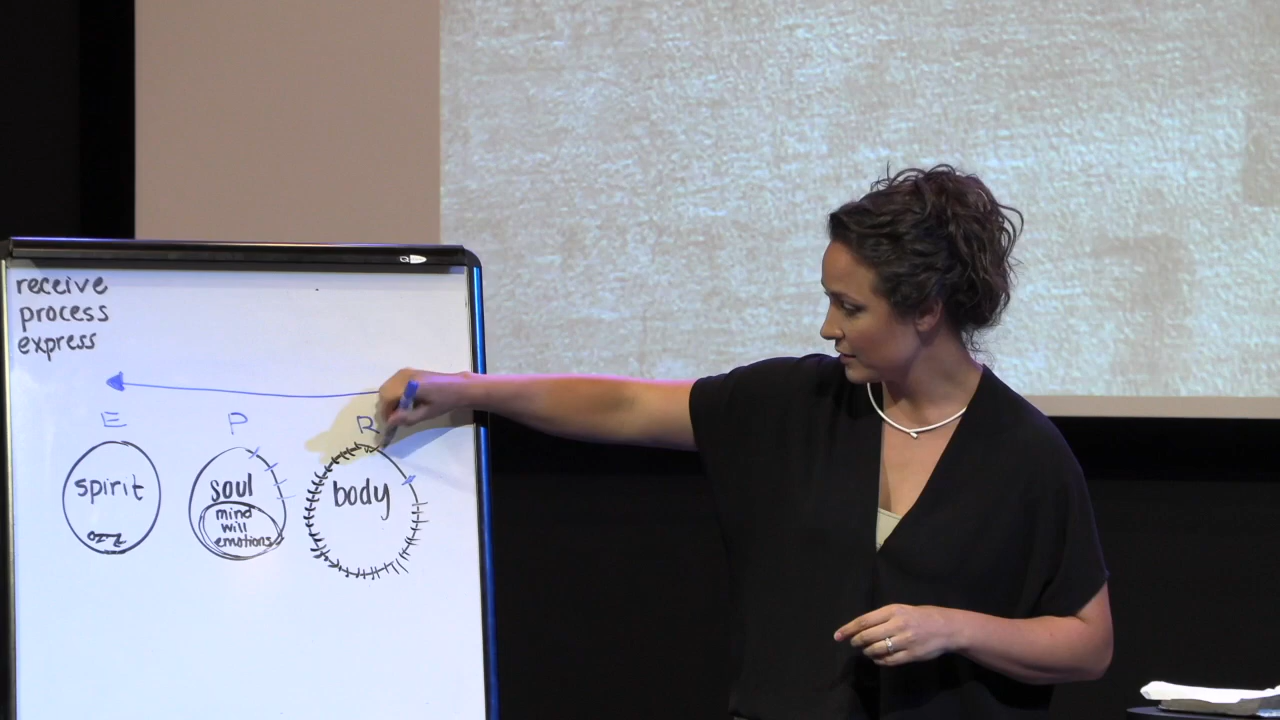 receive
process
express
E P R
spirit soul body
mind
will
emotions